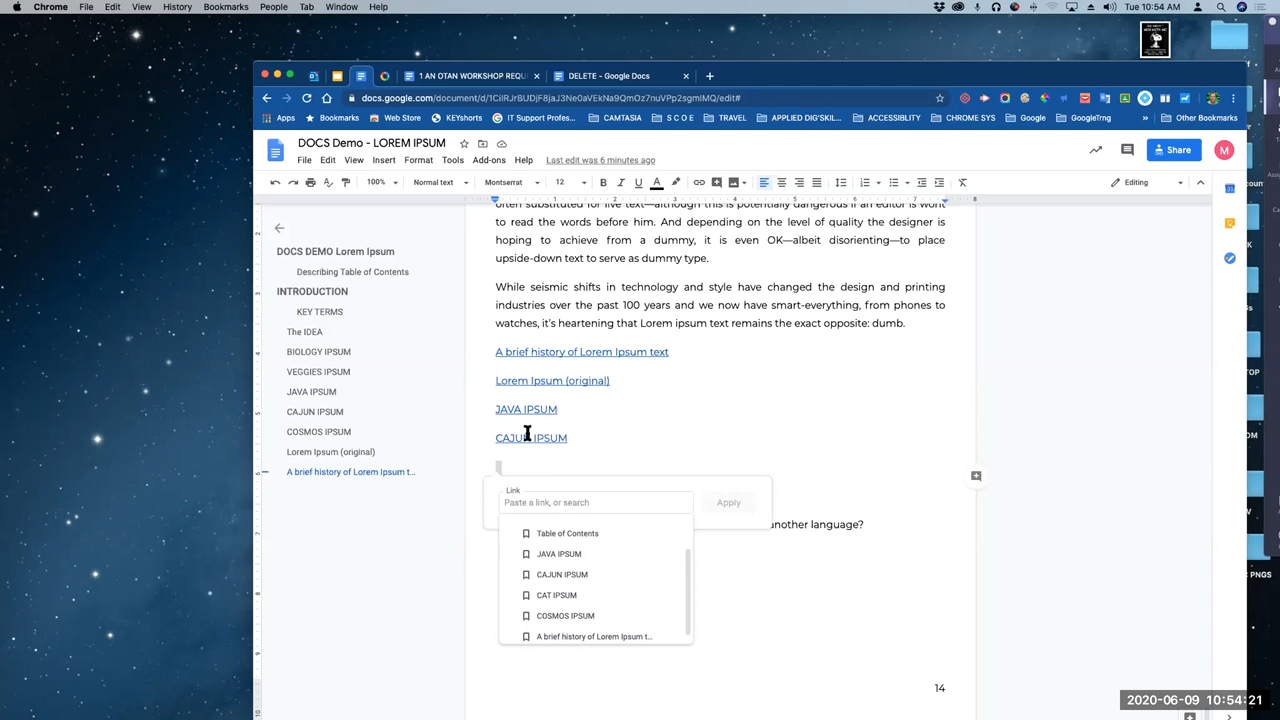 Chrome File Edit View History Bookmarks People Tab Window Help
Tue 10:54 AM
1 AN OTAN WORKSHOP REQU
DELETE - Google Docs
docs.google.com/document/d/1CilRJrBUDjF8jaJ3Ne0aVEkNa9QmOz7nuVPp2sgmIMQ/edit#
Apps Bookmarks Web Store KEYshorts IT Support Profes... CAMTASIA S C O E TRAVEL APPLIED DIG'SKIL... ACCESSIBLITY CHROME SYS Google GoogleTrng Other Bookmarks
DOCS Demo - LOREM IPSUM
File Edit View Insert Format Tools Add-ons Help Last edit was 6 minutes ago
Share
M
100% Normal text Montserrat 12 B I U A Editing
1 2 3 4 5 6 7 8
DOCS DEMO Lorem Ipsum
Describing Table of Contents
INTRODUCTION
KEY TERMS
The IDEA
BIOLOGY IPSUM
VEGGIES IPSUM
JAVA IPSUM
CAJUN IPSUM
COSMOS IPSUM
Lorem Ipsum (original)
A brief history of Lorem Ipsum t...
to read the words before him. And depending on the level of quality the designer is
hoping to achieve from a dummy, it is even OK—albeit disorienting—to place
upside-down text to serve as dummy type.
While seismic shifts in technology and style have changed the design and printing
industries over the past 100 years and we now have smart-everything, from phones to
watches, it's heartening that Lorem ipsum text remains the exact opposite: dumb.
A brief history of Lorem Ipsum text
Lorem Ipsum (original)
JAVA IPSUM
CAJUN IPSUM
Link
Paste a link, or search
Apply
another language?
Table of Contents
JAVA IPSUM
CAJUN IPSUM
CAT IPSUM
COSMOS IPSUM
A brief history of Lorem Ipsum t...
14
PNGS
2020-06-09 10:54:21